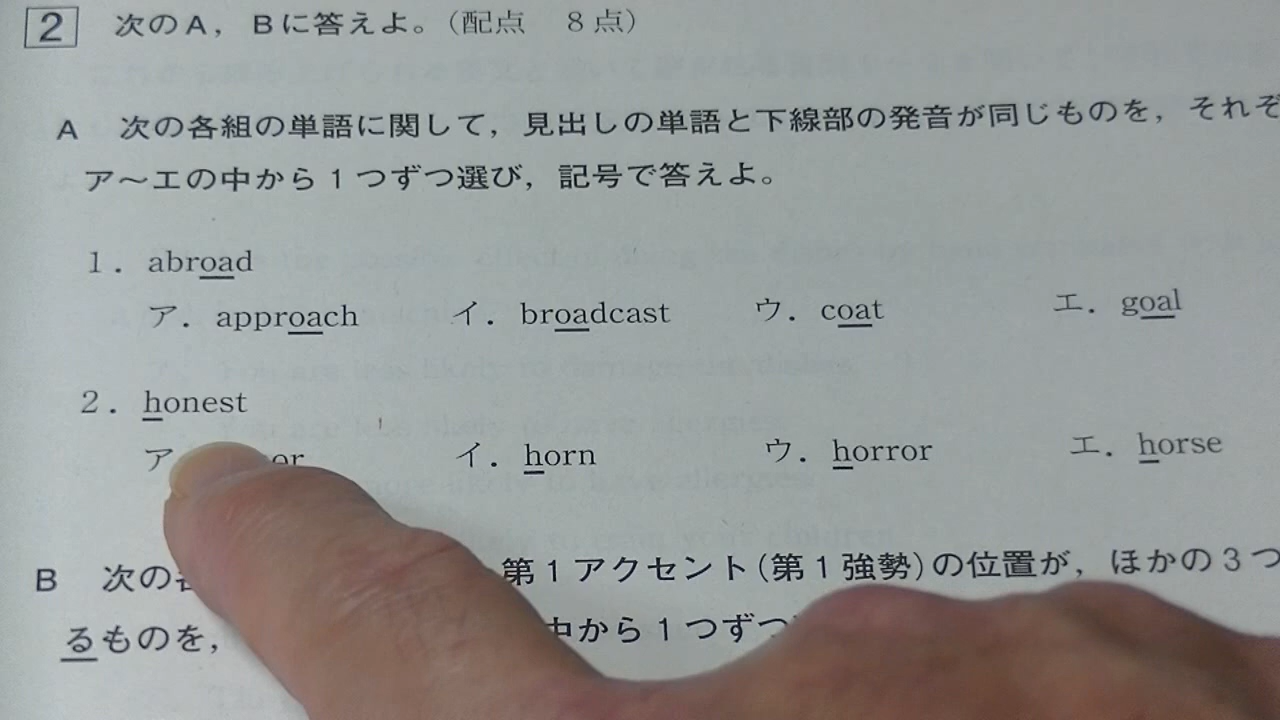 2 次のA，Bに答えよ。（配点　8点）
A 次の各組の単語に関して，見出しの単語と下線部の発音が同じものを，それぞ
ア～エの中から1つずつ選び，記号で答えよ。
1．abroad
ア．approach イ．broadcast ウ．coat エ．goal
2．honest
ア or イ．horn ウ．horror エ．horse
B 次の 第1アクセント（第1強勢）の位置が，ほかの3つ
るものを， 中から1つずつ